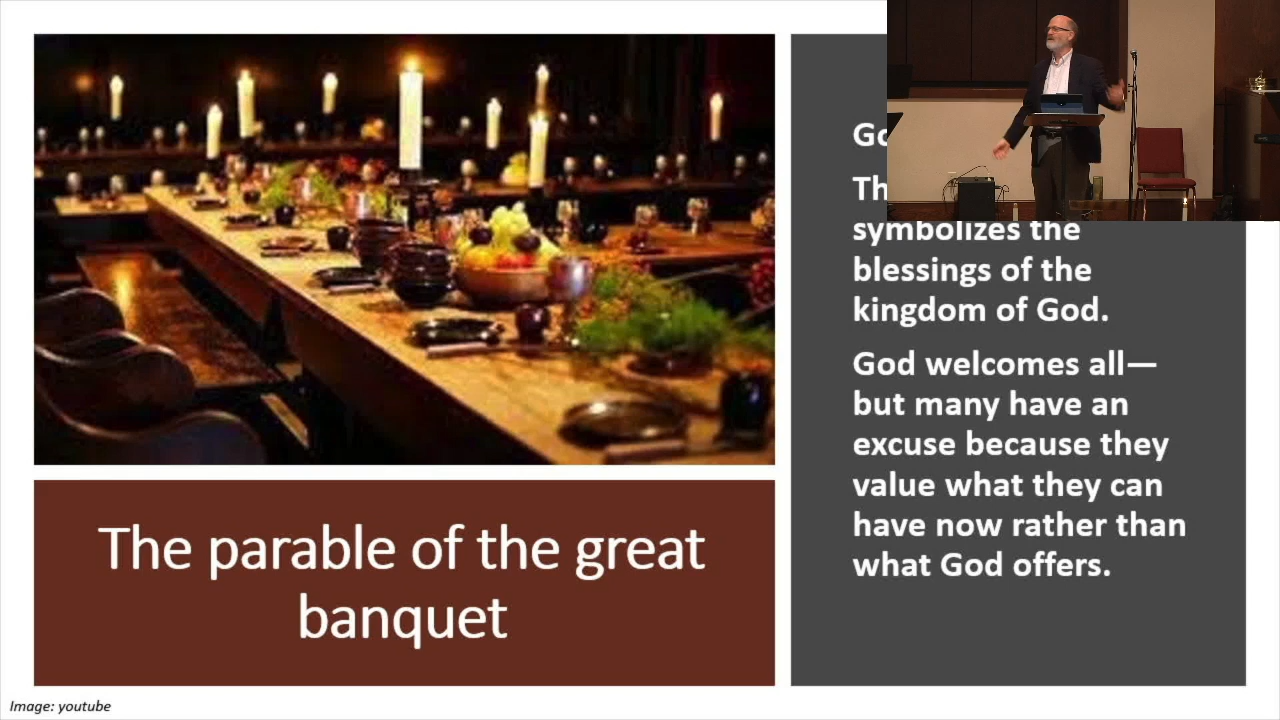 The parable of the great
banquet
symbolizes the
blessings of the
kingdom of God.
God welcomes all—
but many have an
excuse because they
value what they can
have now rather than
what God offers.
Image: youtube